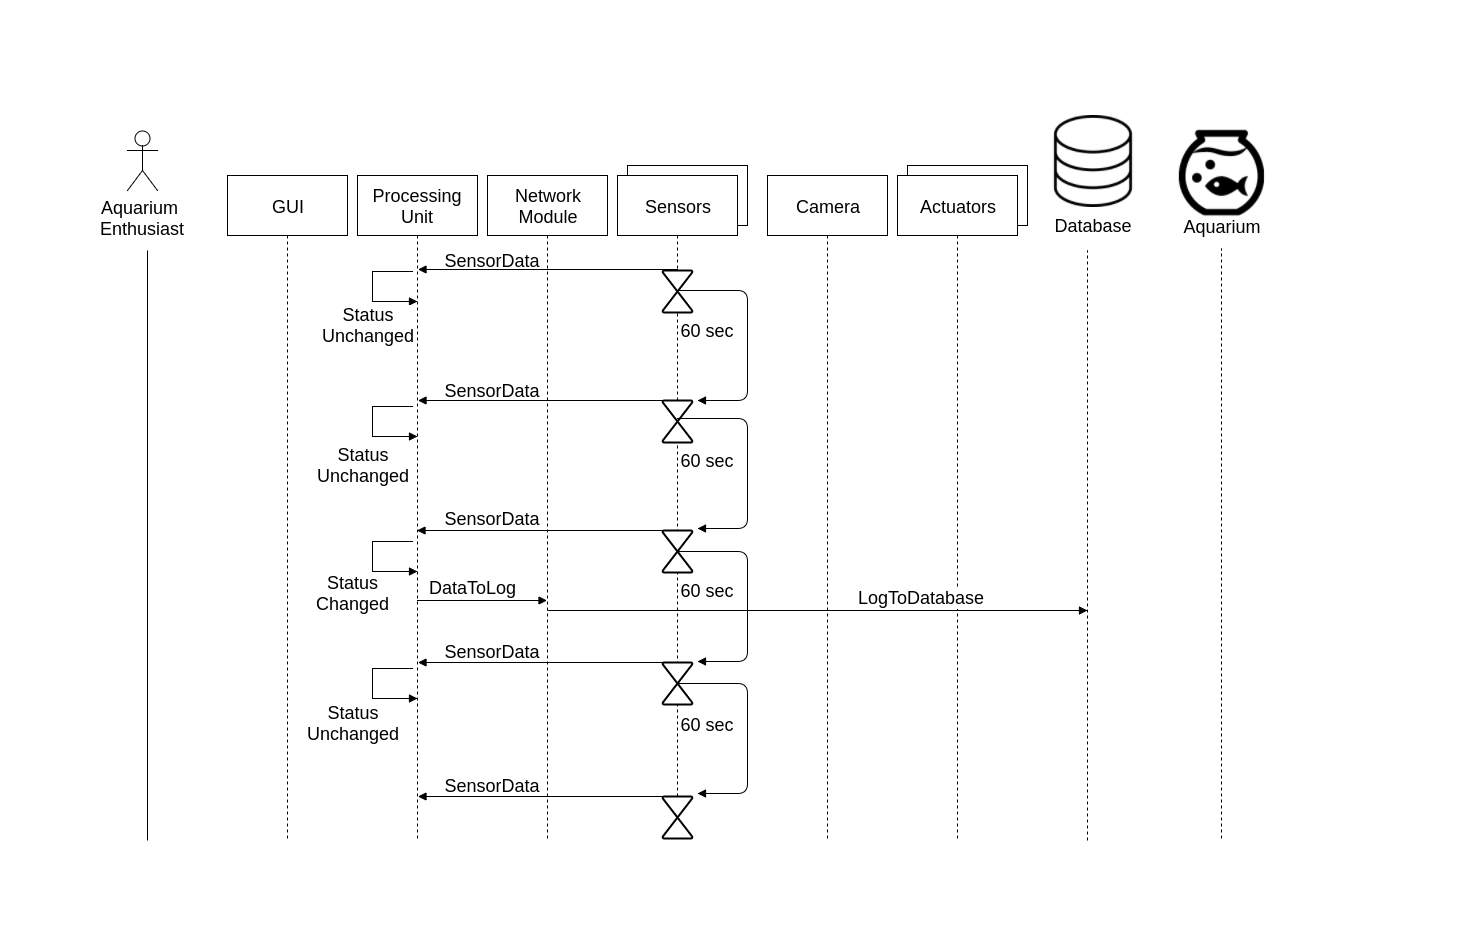 Aquarium
Enthusiast
GUI
Processing
Unit
Network
Module
Sensors
Camera
Actuators
Database
Aquarium
SensorData
Status
Unchanged
60 sec
SensorData
Status
Unchanged
60 sec
SensorData
Status
Changed
DataToLog
60 sec
LogToDatabase
SensorData
Status
Unchanged
60 sec
SensorData